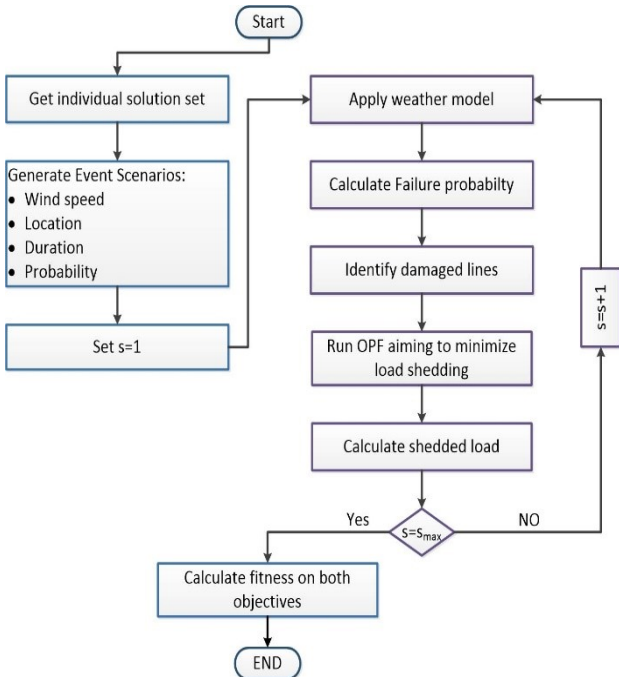 Start
Get individual solution set
Generate Event Scenarios:
• Wind speed
• Location
• Duration
• Probability
Set s=1
Apply weather model
Calculate Failure probabilty
Identify damaged lines
Run OPF aiming to minimize
load shedding
Calculate shedded load
s=s+1
s=smax
Yes
NO
Calculate fitness on both
objectives
END